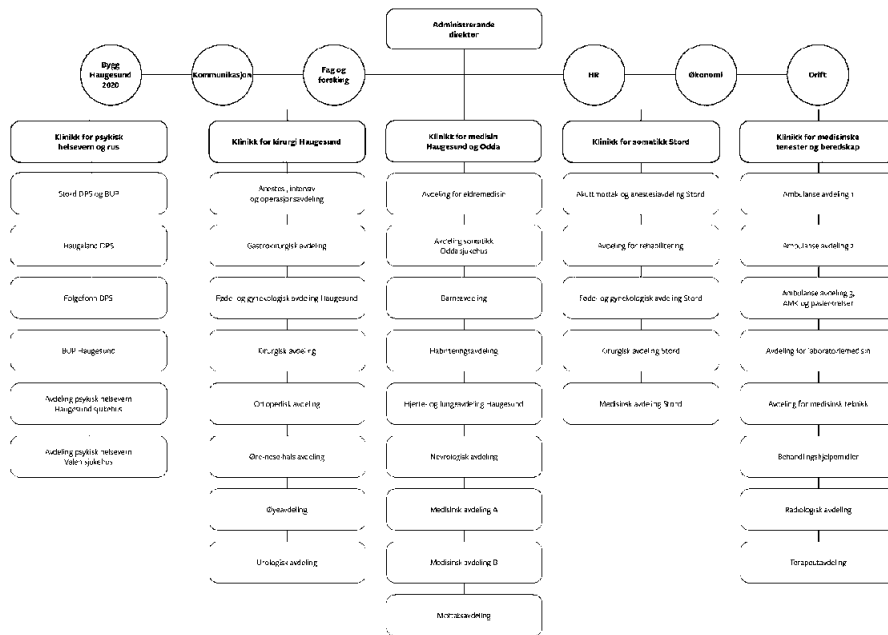 Administrerande
direktør
Bygg
Haugesund
2020
Kommunikasjon
Fag og
forsking
HR
Økonomi
Drift
Klinikk for psykisk
helsevern og rus
Stord DPS og BUP
Haugaland DPS
Folgefonn DPS
BUP Haugesund
Avdeling psykisk helsevern
Haugesund sjukehus
Avdeling psykisk helsevern
Valen sjukehus
Klinikk for kirurgi Haugesund
Anestesi, intensiv
og operasjonsavdeling
Gastrokirurgisk avdeling
Føde- og gynekologisk avdeling Haugesund
Kirurgisk avdeling
Ortopedisk avdeling
Øre-nese-hals avdeling
Øyeavdeling
Urologisk avdeling
Klinikk for medisin
Haugesund og Odda
Avdeling for eldremedisin
Avdeling somatikk
Odda sjukehus
Barneavdeling
Habiliteringsavdeling
Hjerte- og lungeavdeling Haugesund
Nevrologisk avdeling
Medisinsk avdeling A
Medisinsk avdeling B
Mottaksavdeling
Klinikk for somatikk Stord
Akuttmottak og anestesiavdeling Stord
Avdeling for rehabilitering
Føde- og gynekologisk avdeling Stord
Kirurgisk avdeling Stord
Medisinsk avdeling Stord
Klinikk for medisinske
tenester og beredskap
Ambulanse avdeling 1
Ambulanse avdeling 2
Ambulanse avdeling 3,
AMK og pasientreiser
Avdeling for laboratoriemedisin
Avdeling for medisinsk teknikk
Behandlingshjelpemidler
Radiologisk avdeling
Terapeutavdeling